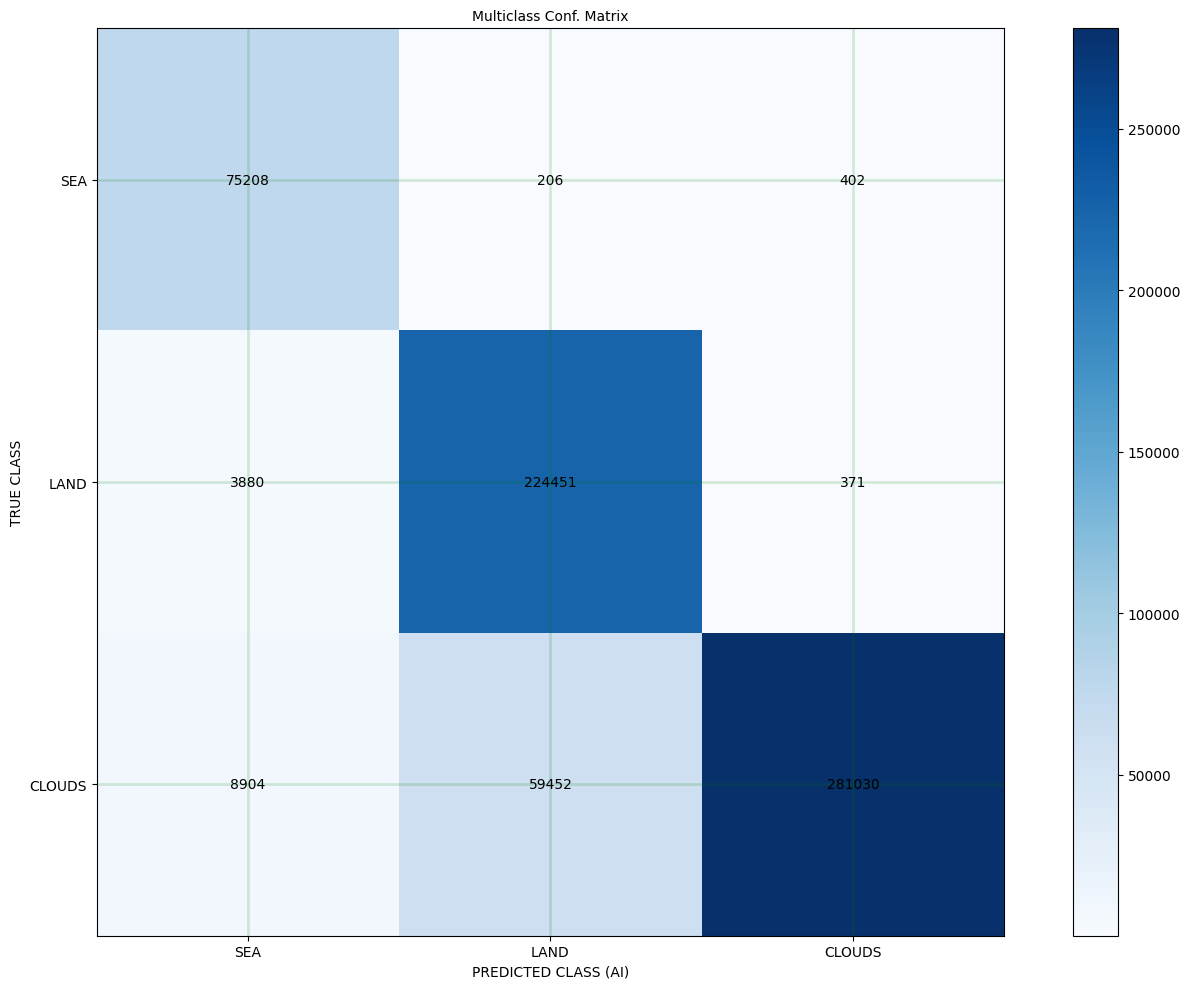 Multiclass Conf. Matrix
SEA
75208
206
402
LAND
3880
224451
371
CLOUDS
8904
59452
281030
SEA
LAND
CLOUDS
PREDICTED CLASS (AI)
TRUE CLASS
250000
200000
150000
100000
50000